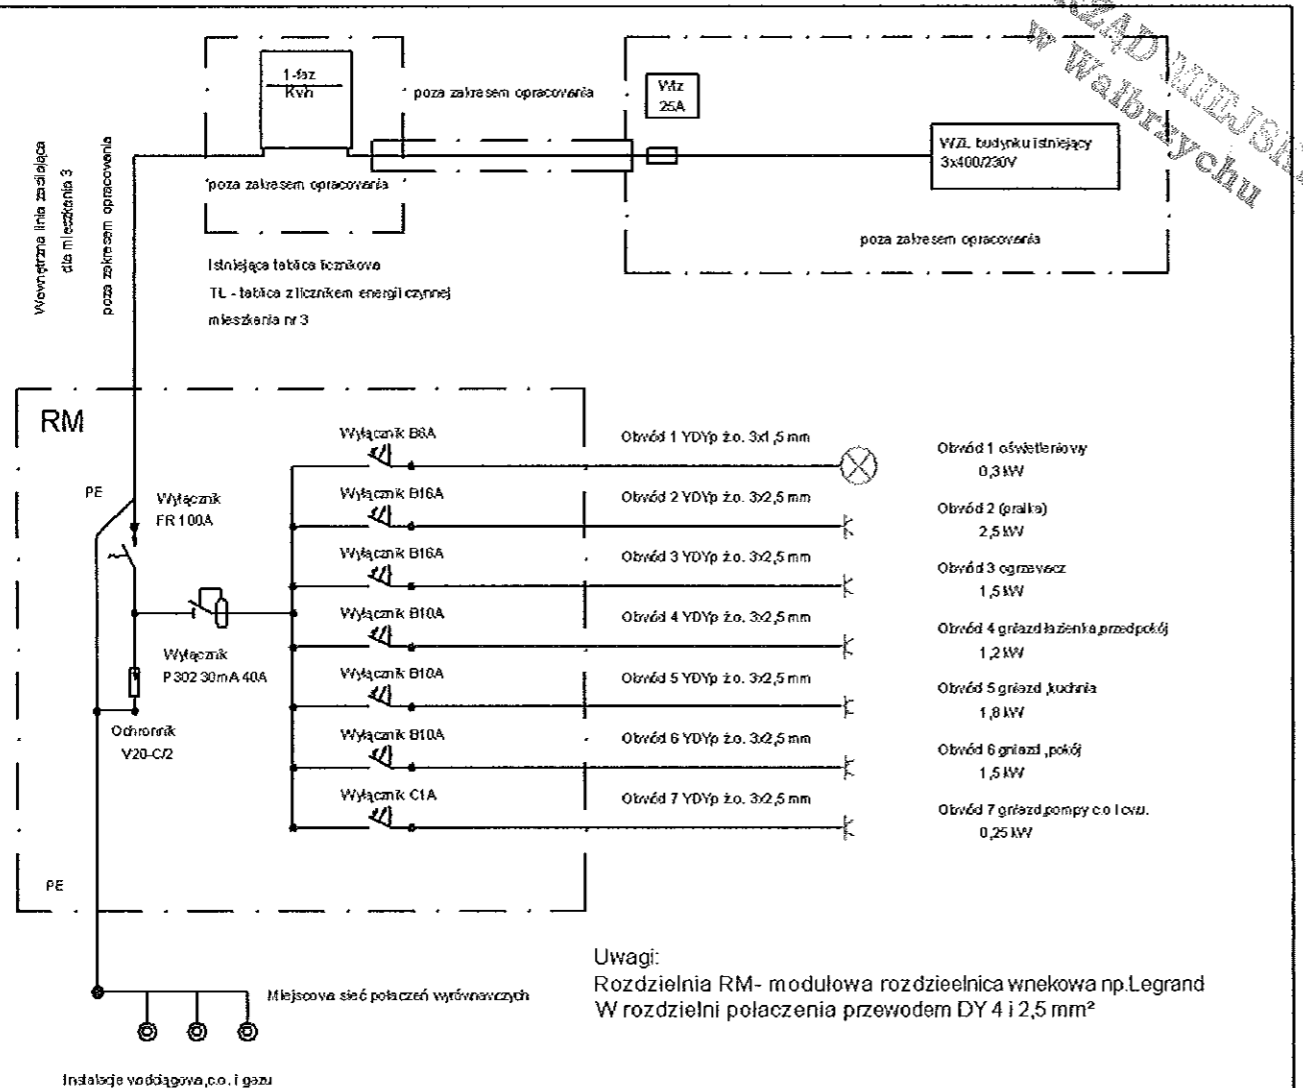 URZĄD MIEJSKI
w Wałbrzychu
1-faz
Kvh
poza zakresem opracowania
Wtz
25A
WZL budynku istniejący
3x400/230V
poza zakresem opracowania
poza zakresem opracowania
Wewnętrzna linia zasilająca
dla mieszkania 3
poza zakresem opracowania
Istniejąca tablica licznikowa
TL - tablica z licznikem energii czynnej
mieszkania nr 3
RM
PE
Wyłącznik
FR 100A
Wyłącznik
P 302 30mA 40A
Ochronnik
V20-C/2
PE
Wyłącznik B6A
Obwód 1 YDYp ż.o. 3x1,5 mm
Obwód 1 oświetleniowy
0,3 kW
Wyłącznik B16A
Obwód 2 YDYp ż.o. 3x2,5 mm
Obwód 2 (pralka)
2,5 kW
Wyłącznik B16A
Obwód 3 YDYp ż.o. 3x2,5 mm
Obwód 3 ogrzewacz
1,5 kW
Wyłącznik B10A
Obwód 4 YDYp ż.o. 3x2,5 mm
Obwód 4 gniazd łazienka,przedpokój
1,2 kW
Wyłącznik B10A
Obwód 5 YDYp ż.o. 3x2,5 mm
Obwód 5 gniazd ,kuchnia
1,8 kW
Wyłącznik B10A
Obwód 6 YDYp ż.o. 3x2,5 mm
Obwód 6 gniazd ,pokój
1,5 kW
Wyłącznik C1A
Obwód 7 YDYp ż.o. 3x2,5 mm
Obwód 7 gniazd,pompy c.o i cwu.
0,25 kW
Miejscowa sieć połaczeń wyrównawczych
Instalacje wodciągowa,c.o. i gazu
Uwagi:
Rozdzielnia RM- modułowa rozdzieelnica wnekowa np.Legrand
W rozdzielni połaczenia przewodem DY 4 i 2,5 mm²